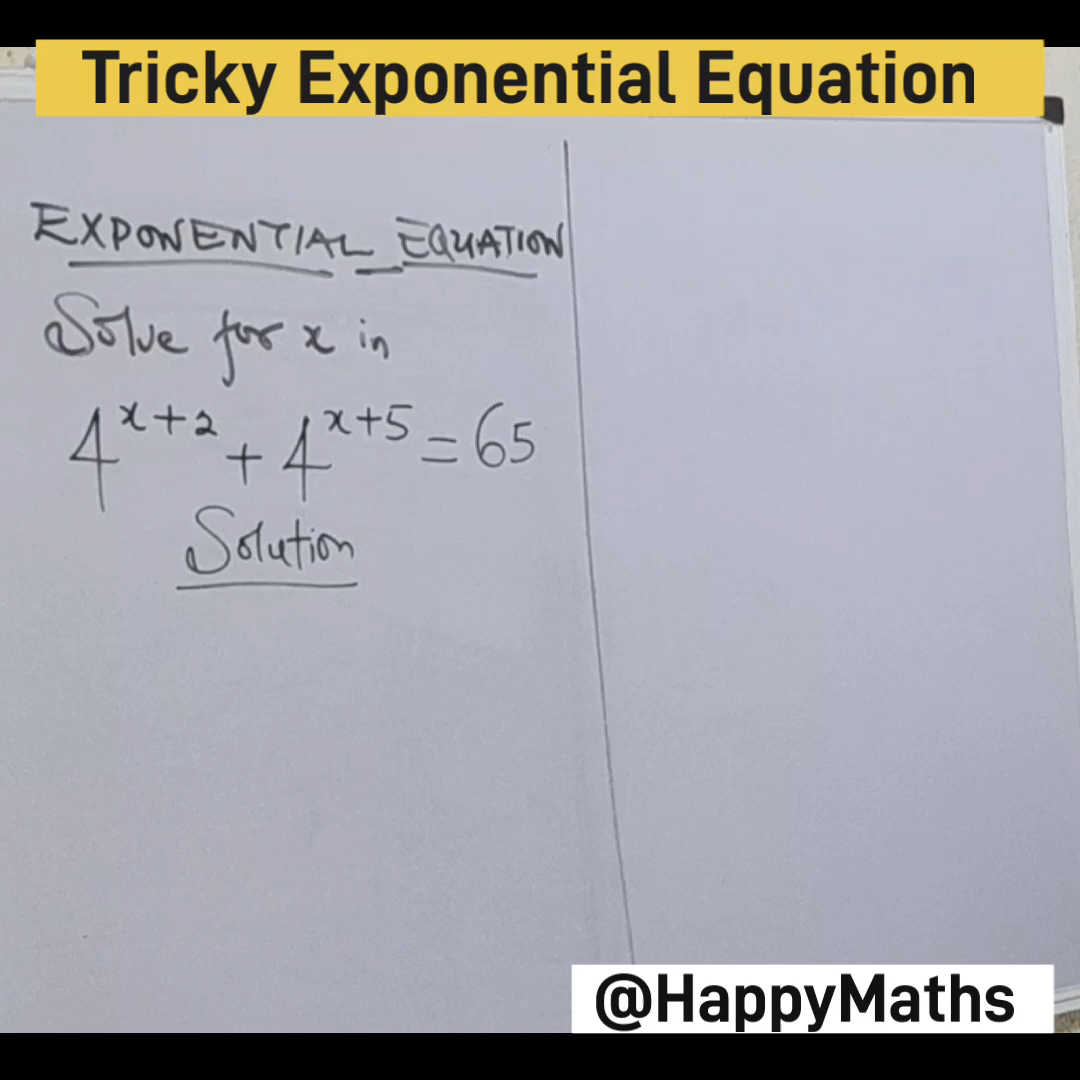 Tricky Exponential Equation
EXPONENTIAL EQUATION
Solve for x in
4^{x+2} + 4^{x+5} = 65
Solution
@HappyMaths